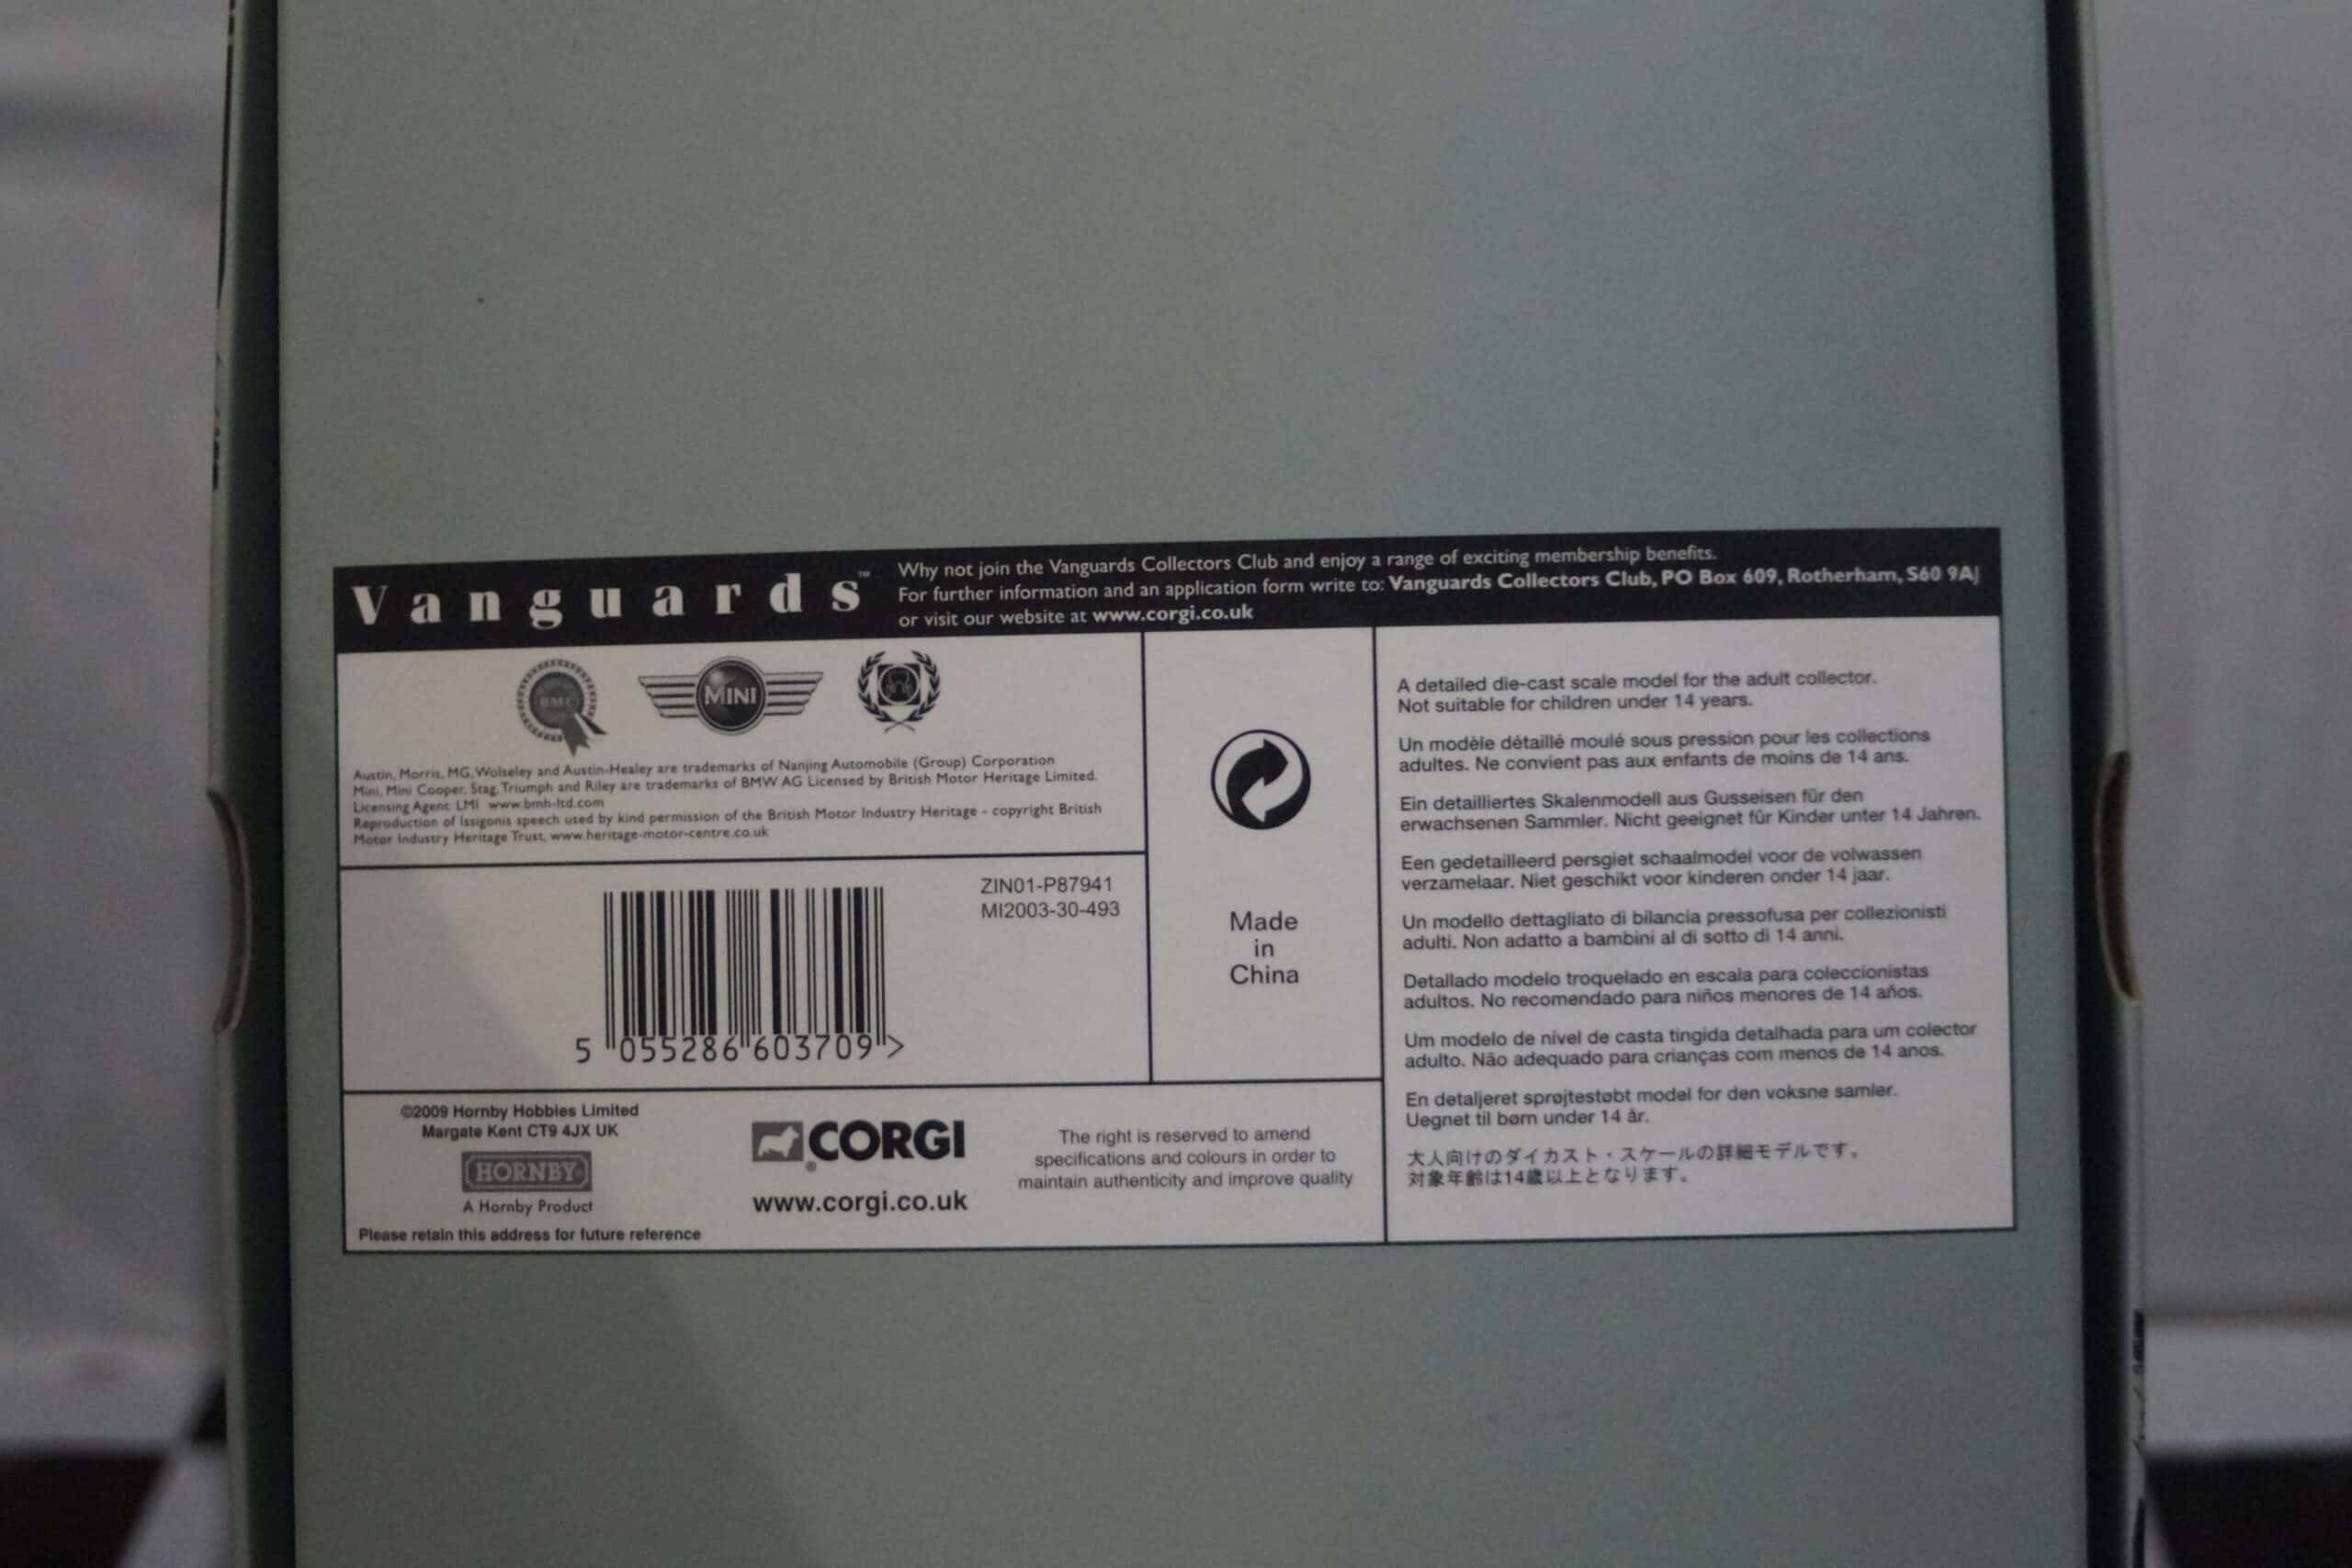 Vanguards™
Why not join the Vanguards Collectors Club and enjoy a range of exciting membership benefits.
For further information and an application form write to: Vanguards Collectors Club, PO Box 609, Rotherham, S60 9AJ
or visit our website at www.corgi.co.uk
BMC
MINI
Austin, Morris, MG, Wolseley and Austin-Healey are trademarks of Nanjing Automobile (Group) Corporation
Mini, Mini Cooper, Stag, Triumph and Riley are trademarks of BMW AG Licensed by British Motor Heritage Limited.
Licensing Agent: LMI www.bmh-ltd.com
Reproduction of Issigonis speech used by kind permission of the British Motor Industry Heritage - copyright British
Motor Industry Heritage Trust, www.heritage-motor-centre.co.uk
ZIN01-P87941
MI2003-30-493
5 055286 603709 >
Made
in
China
©2009 Hornby Hobbies Limited
Margate Kent CT9 4JX UK
HORNBY
A Hornby Product
Please retain this address for future reference
CORGI®
www.corgi.co.uk
The right is reserved to amend
specifications and colours in order to
maintain authenticity and improve quality
A detailed die-cast scale model for the adult collector.
Not suitable for children under 14 years.
Un modèle détaillé moulé sous pression pour les collections
adultes. Ne convient pas aux enfants de moins de 14 ans.
Ein detailliertes Skalenmodell aus Gusseisen für den
erwachsenen Sammler. Nicht geeignet für Kinder unter 14 Jahren.
Een gedetailleerd persgiet schaalmodel voor de volwassen
verzamelaar. Niet geschikt voor kinderen onder 14 jaar.
Un modello dettagliato di bilancia pressofusa per collezionisti
adulti. Non adatto a bambini al di sotto di 14 anni.
Detallado modelo troquelado en escala para coleccionistas
adultos. No recomendado para niños menores de 14 años.
Um modelo de nível de casta tingida detalhada para um colector
adulto. Não adequado para crianças com menos de 14 anos.
En detaljeret sprøjtestøbt model for den voksne samler.
Uegnet til børn under 14 år.
大人向けのダイカスト・スケールの詳細モデルです。
対象年齢は14歳以上となります。